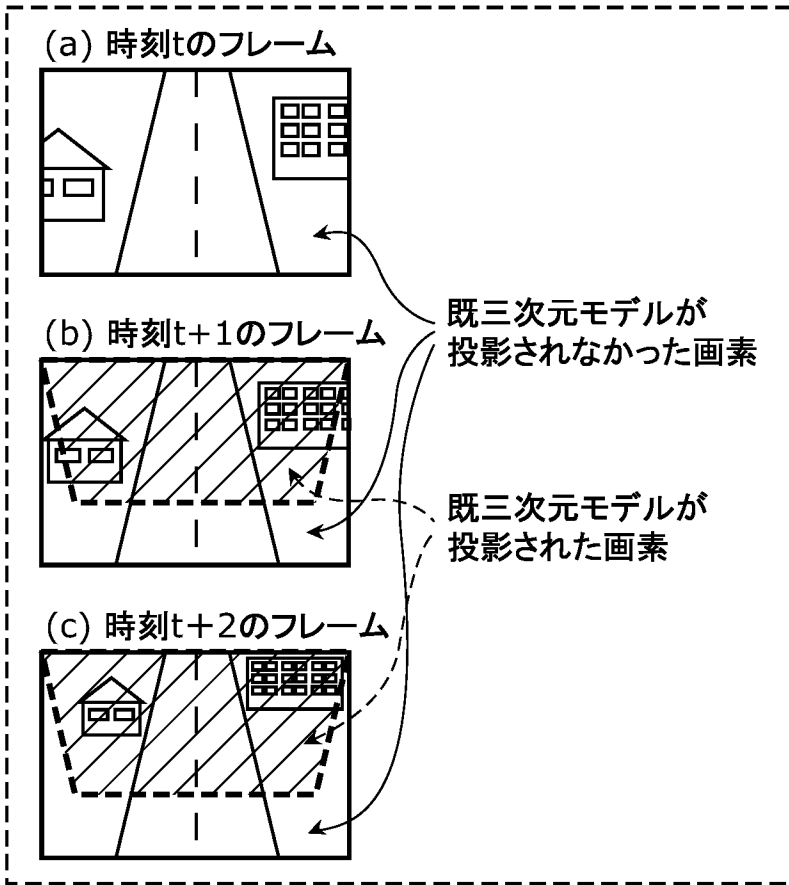 (a) 時刻tのフレーム
既三次元モデルが
投影されなかった画素
(b) 時刻t+1のフレーム
既三次元モデルが
投影された画素
(c) 時刻t+2のフレーム